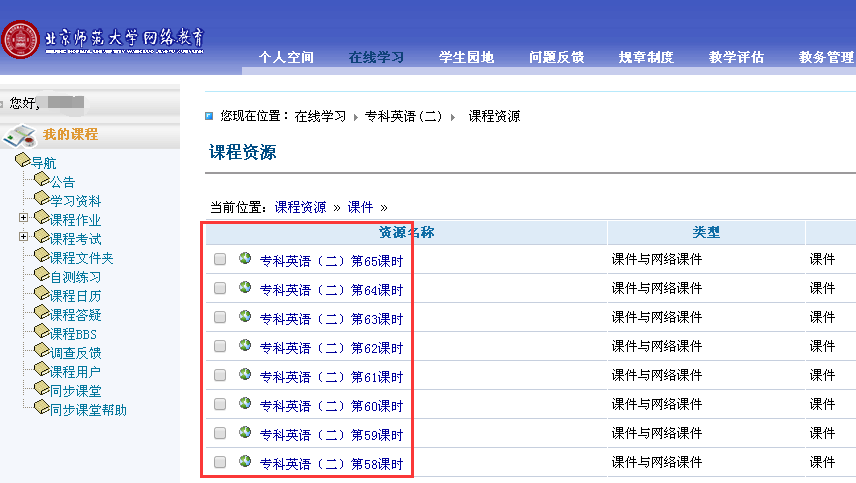 北京师范大学网络教育
个人空间 在线学习 学生园地 问题反馈 规章制度 教学评估 教务管理
您好,
我的课程
导航
公告
学习资料
课程作业
课程考试
课程文件夹
自测练习
课程日历
课程答疑
课程BBS
调查反馈
课程用户
同步课堂
同步课堂帮助
您现在位置: 在线学习 专科英语(二) 课程资源
课程资源
当前位置: 课程资源 » 课件 »
资源名称 类型
专科英语(二)第65课时 课件与网络课件 课件
专科英语(二)第64课时 课件与网络课件 课件
专科英语(二)第63课时 课件与网络课件 课件
专科英语(二)第62课时 课件与网络课件 课件
专科英语(二)第61课时 课件与网络课件 课件
专科英语(二)第60课时 课件与网络课件 课件
专科英语(二)第59课时 课件与网络课件 课件
专科英语(二)第58课时 课件与网络课件 课件